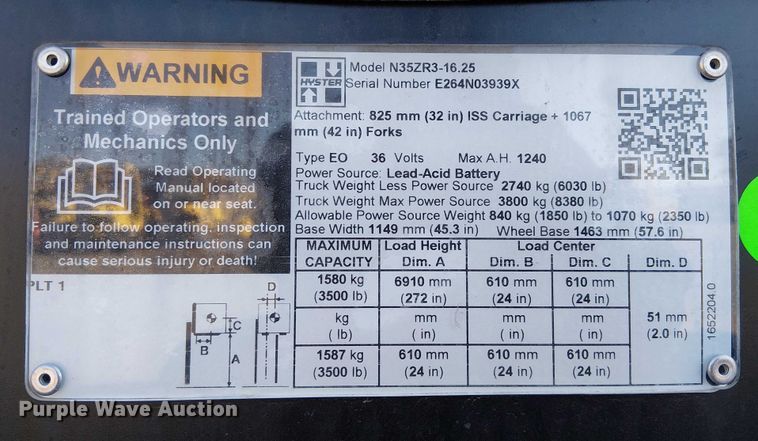 WARNING
Trained Operators and
Mechanics Only
Read Operating
Manual located
on or near seat.
Failure to follow operating, inspection
and maintenance instructions can
cause serious injury or death!
PLT 1
D
C
B
A
HYSTER
Model N35ZR3-16.25
Serial Number E264N03939X
Attachment: 825 mm (32 in) ISS Carriage + 1067
mm (42 in) Forks
Type EO 36 Volts Max A.H. 1240
Power Source: Lead-Acid Battery
Truck Weight Less Power Source 2740 kg (6030 lb)
Truck Weight Max Power Source 3800 kg (8380 lb)
Allowable Power Source Weight 840 kg (1850 lb) to 1070 kg (2350 lb)
Base Width 1149 mm (45.3 in) Wheel Base 1463 mm (57.6 in)
MAXIMUM CAPACITY Load Height Dim. A Load Center Dim. B Dim. C Dim. D
1580 kg 6910 mm 610 mm 610 mm
(3500 lb) (272 in) (24 in) (24 in)
kg mm mm mm 51 mm
( lb) ( in) ( in) ( in) (2.0 in)
1587 kg 610 mm 610 mm 610 mm
(3500 lb) (24 in) (24 in) (24 in)
1652204.0
Purple Wave Auction